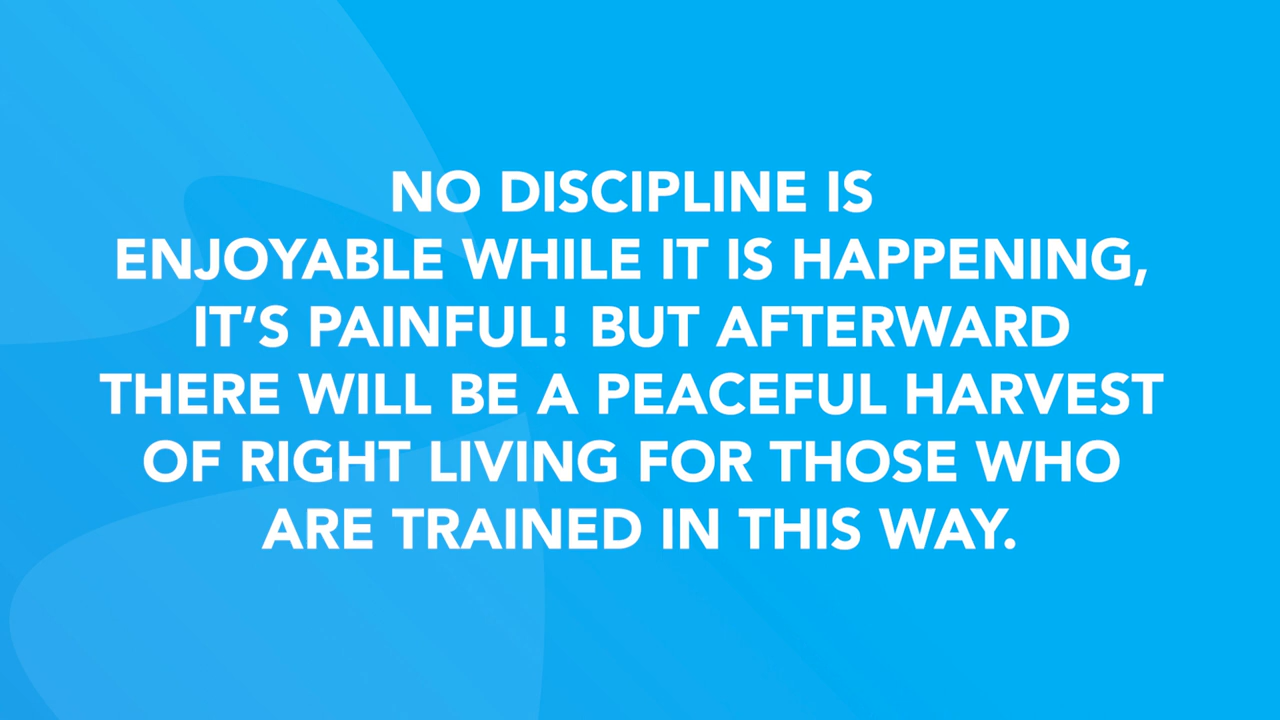 NO DISCIPLINE IS
ENJOYABLE WHILE IT IS HAPPENING,
IT’S PAINFUL! BUT AFTERWARD
THERE WILL BE A PEACEFUL HARVEST
OF RIGHT LIVING FOR THOSE WHO
ARE TRAINED IN THIS WAY.